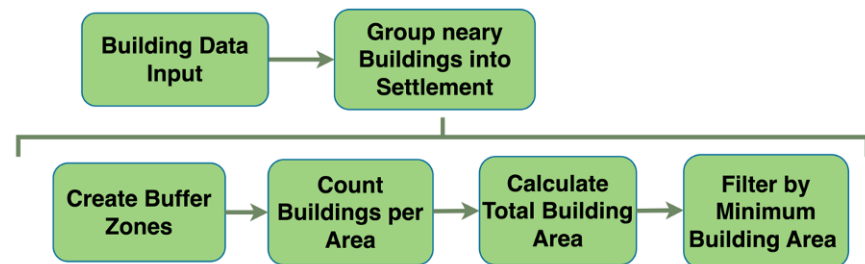 Building Data
Input
Group neary
Buildings into
Settlement
Create Buffer
Zones
Count
Buildings per
Area
Calculate
Total Building
Area
Filter by
Minimum
Building Area